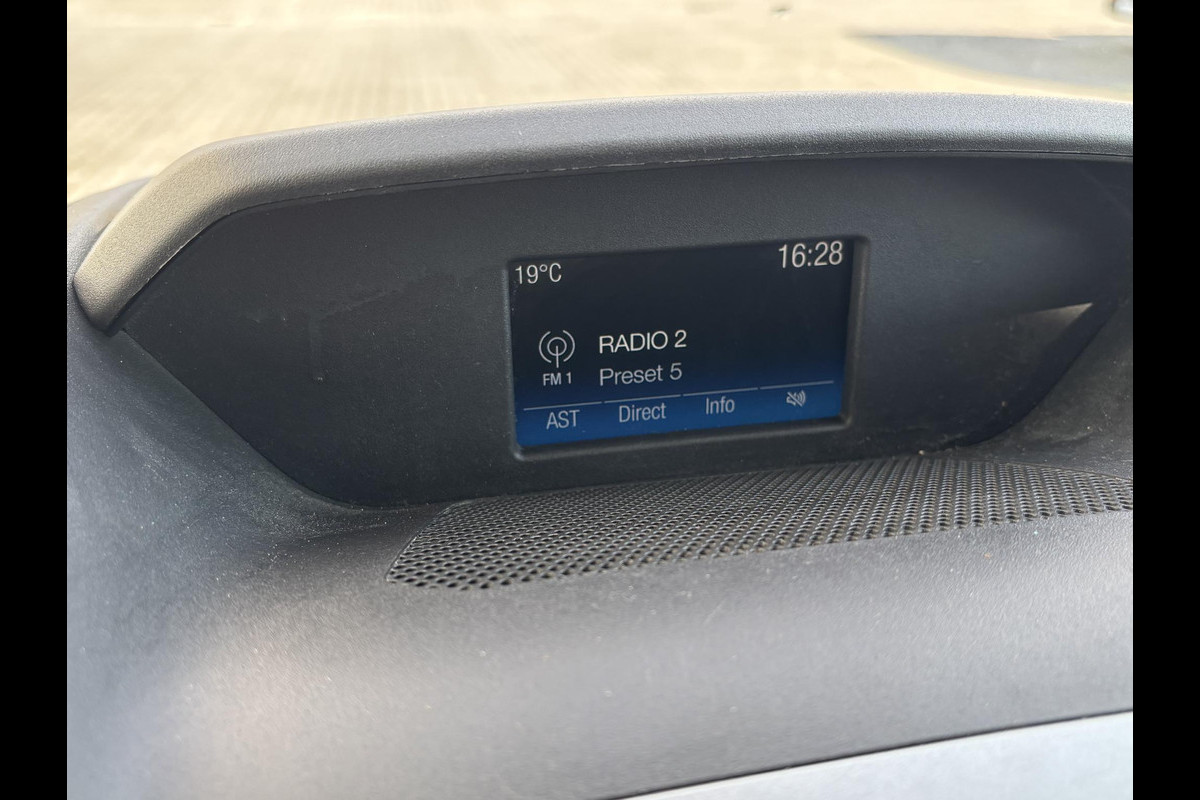 19°C 16:28
RADIO 2
FM 1 Preset 5
AST Direct Info